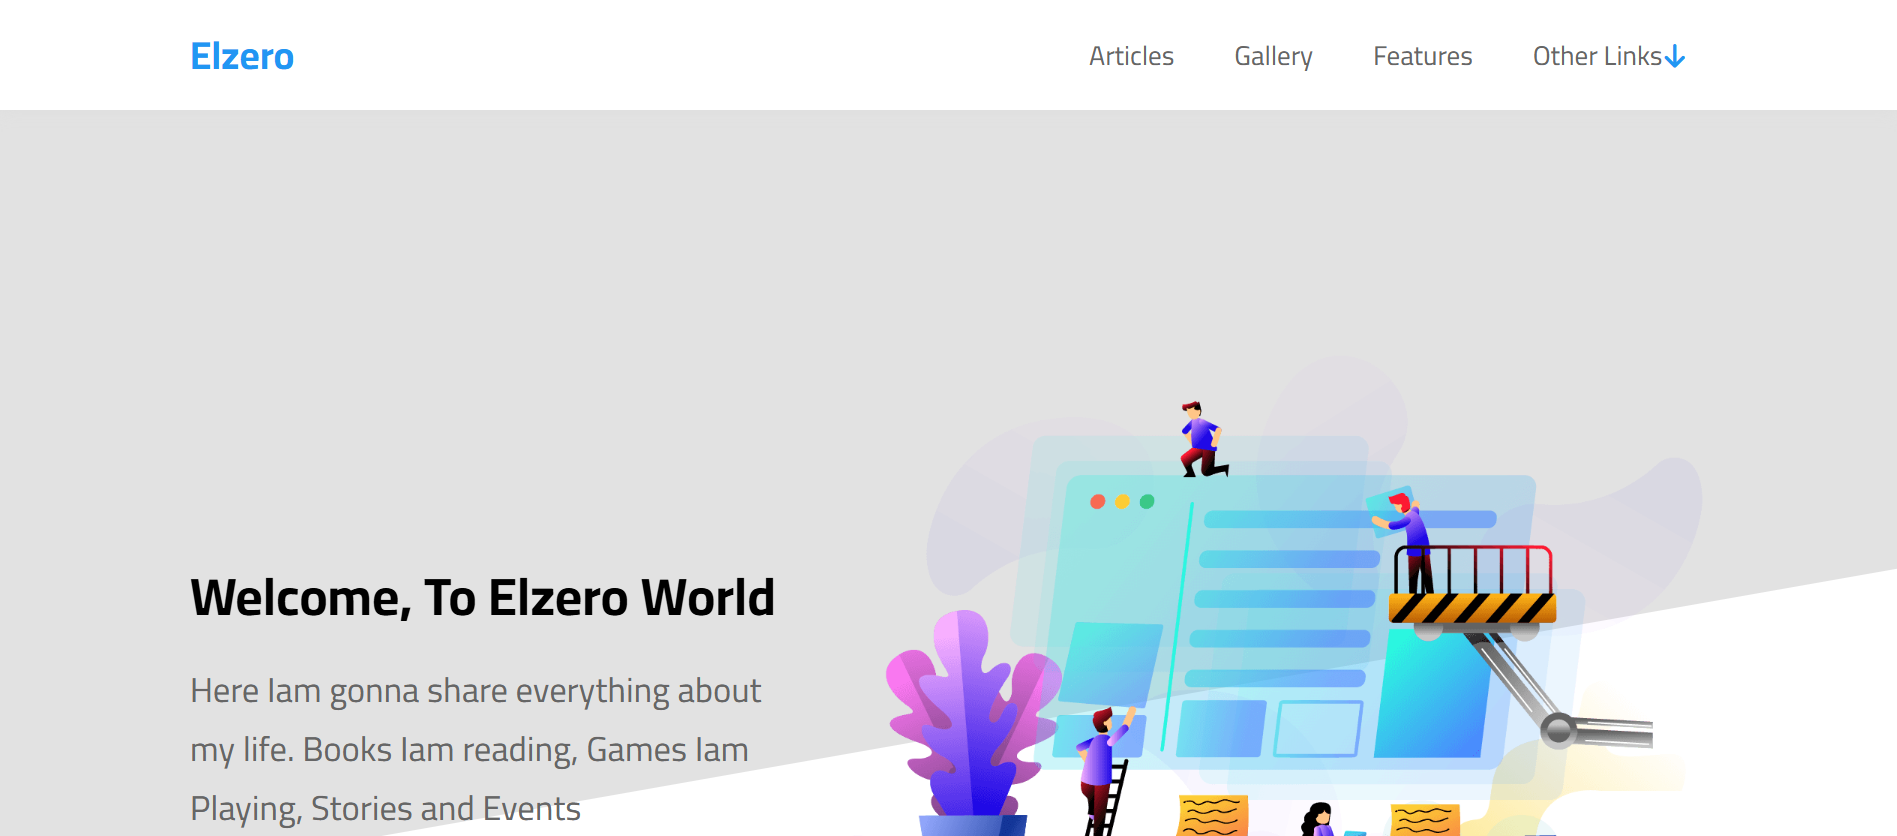 Elzero
Articles Gallery Features Other Links
Welcome, To Elzero World
Here Iam gonna share everything about
my life. Books Iam reading, Games Iam
Playing, Stories and Events